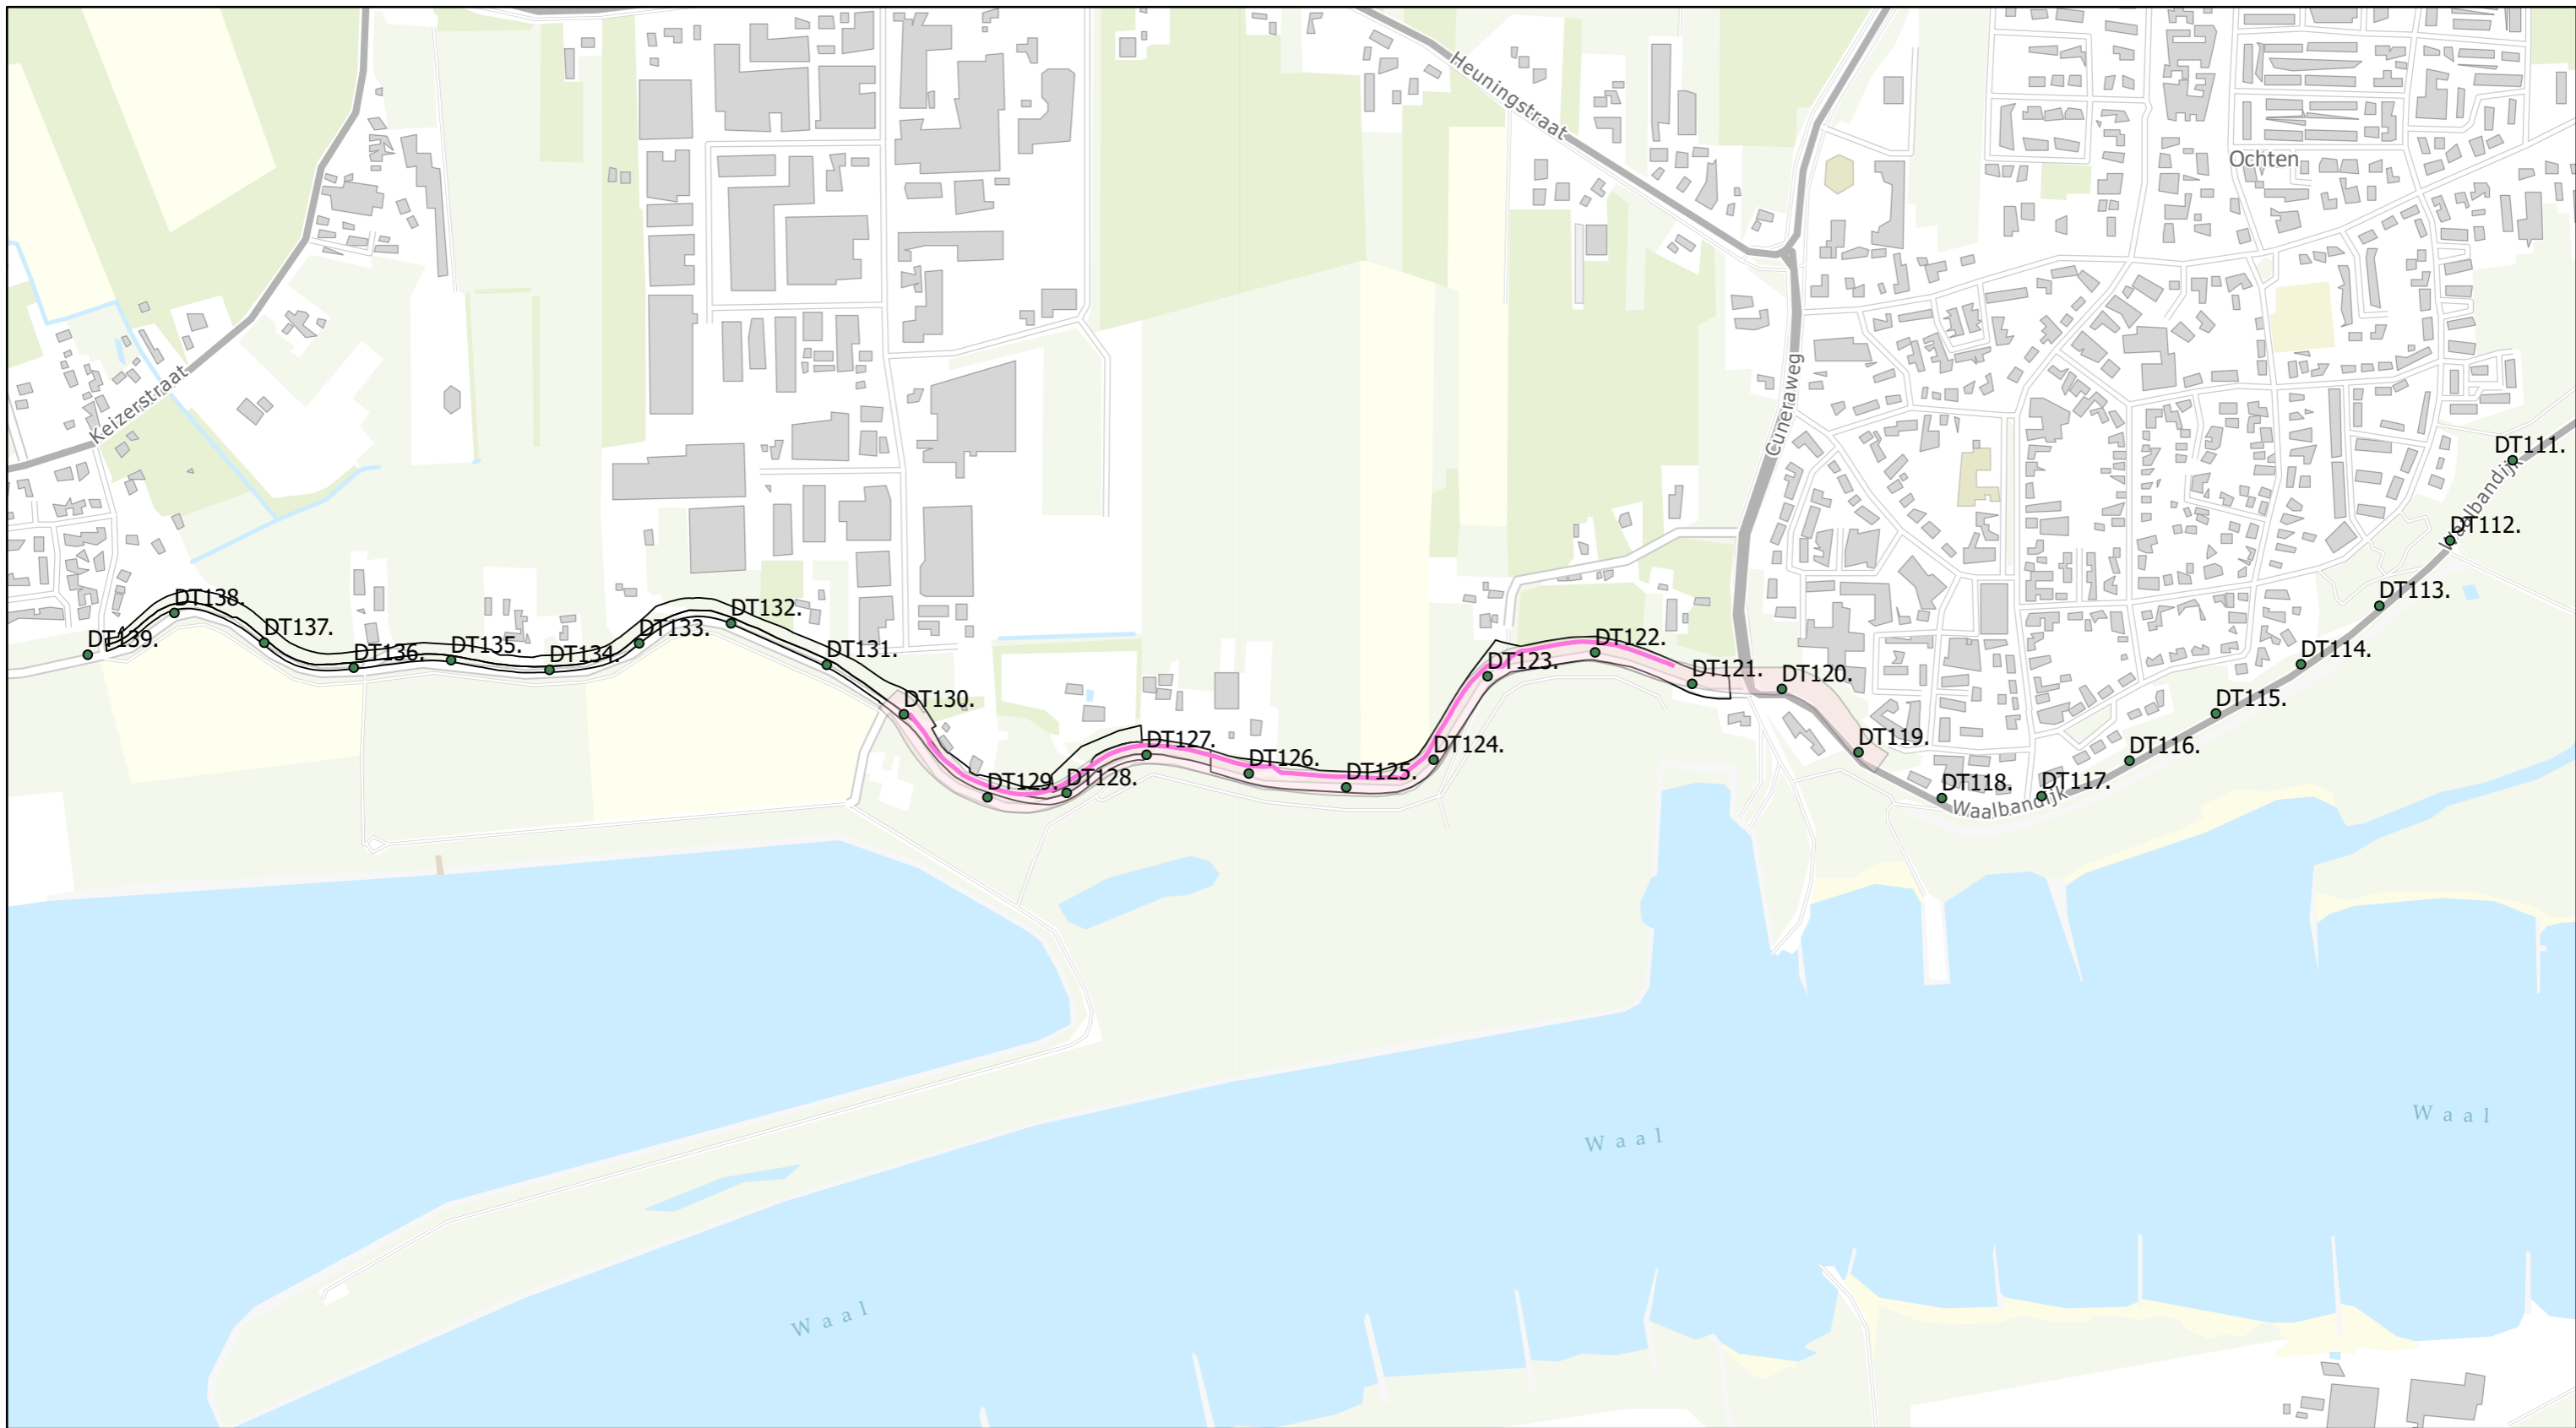 Heuningstraat
Ochten
Keizerstraat
Cuneraweg
DT111.
Waalbandijk
DT112.
DT113.
DT114.
DT115.
DT116.
DT117.
DT118.
Waalbandijk
DT119.
DT120.
DT121.
DT122.
DT123.
DT124.
DT125.
DT126.
DT127.
DT128.
DT129.
DT130.
DT131.
DT132.
DT133.
DT134.
DT135.
DT136.
DT137.
DT138.
DT139.
Waal
Waal
Waal